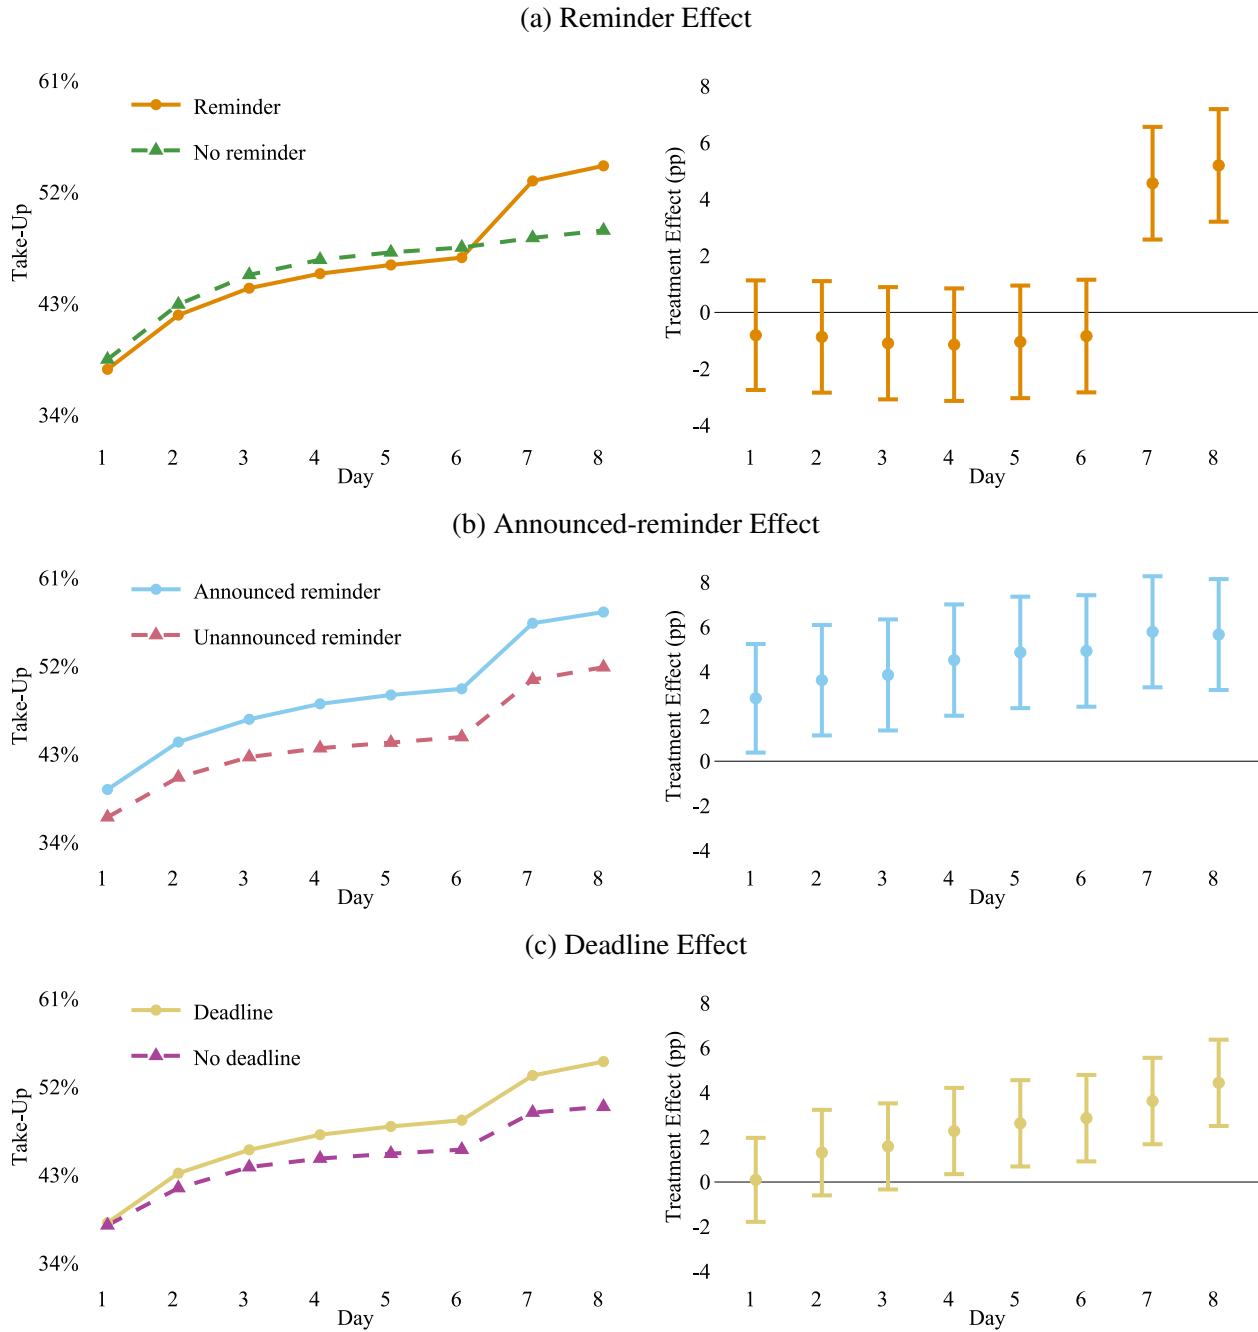 (a) Reminder Effect
61%
52%
43%
34%
Take-Up
Reminder
No reminder
1 2 3 4 5 6 7 8
Day
8
6
4
2
0
-2
-4
Treatment Effect (pp)
1 2 3 4 5 6 7 8
Day
(b) Announced-reminder Effect
61%
52%
43%
34%
Take-Up
Announced reminder
Unannounced reminder
1 2 3 4 5 6 7 8
Day
8
6
4
2
0
-2
-4
Treatment Effect (pp)
1 2 3 4 5 6 7 8
Day
(c) Deadline Effect
61%
52%
43%
34%
Take-Up
Deadline
No deadline
1 2 3 4 5 6 7 8
Day
8
6
4
2
0
-2
-4
Treatment Effect (pp)
1 2 3 4 5 6 7 8
Day